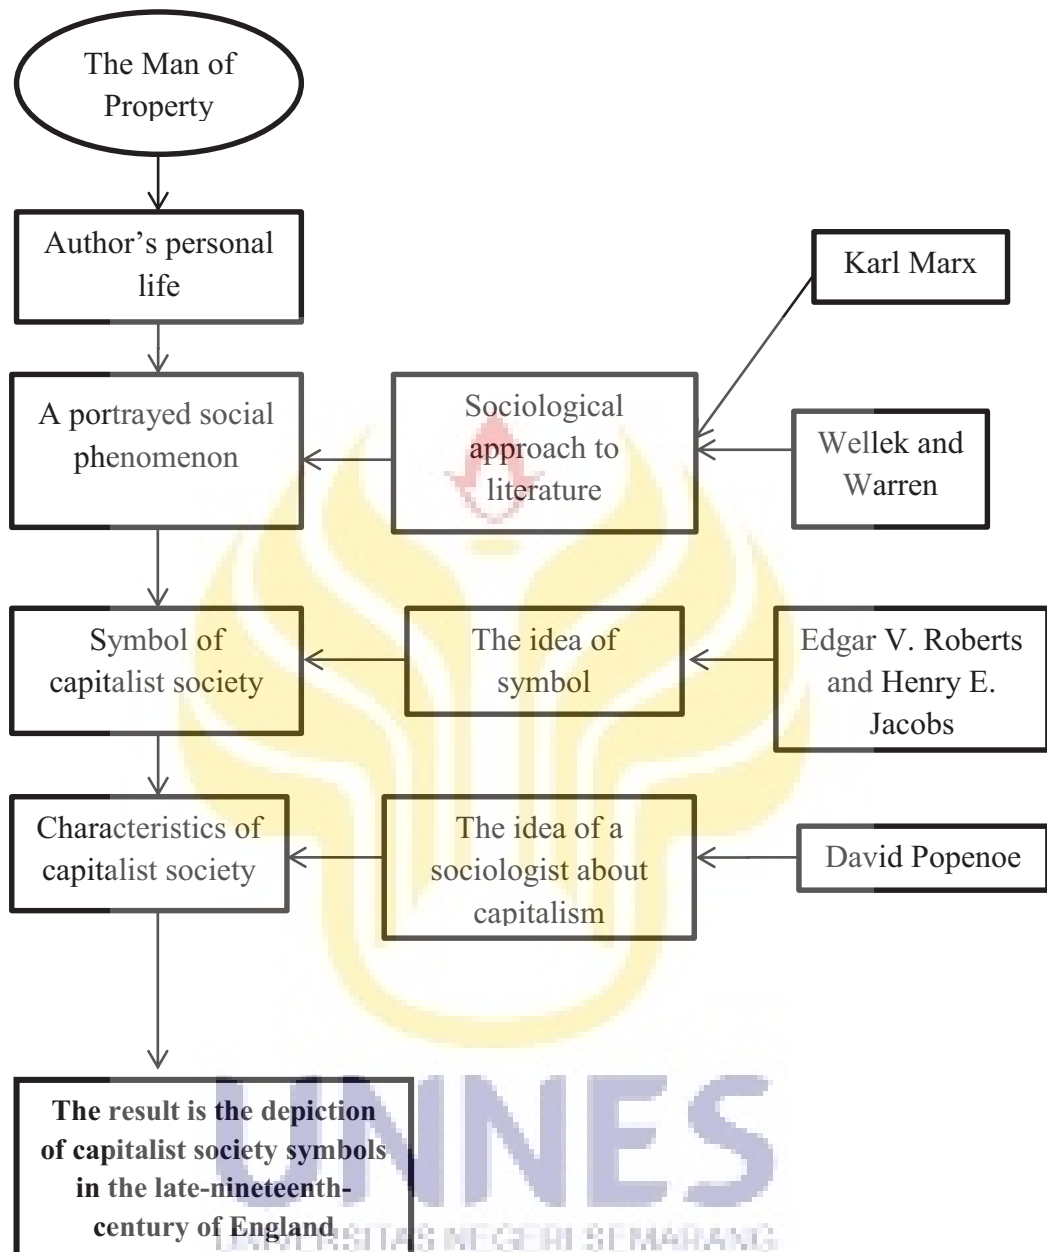 The Man of
Property
Author’s personal
life
Karl Marx
A portrayed social
phenomenon
Sociological
approach to
literature
Wellek and
Warren
Symbol of
capitalist society
The idea of
symbol
Edgar V. Roberts
and Henry E.
Jacobs
Characteristics of
capitalist society
The idea of a
sociologist about
capitalism
David Popenoe
The result is the depiction
of capitalist society symbols
in the late-nineteenth-
century of England
UNNES
UNIVERSITAS NEGERI SEMARANG